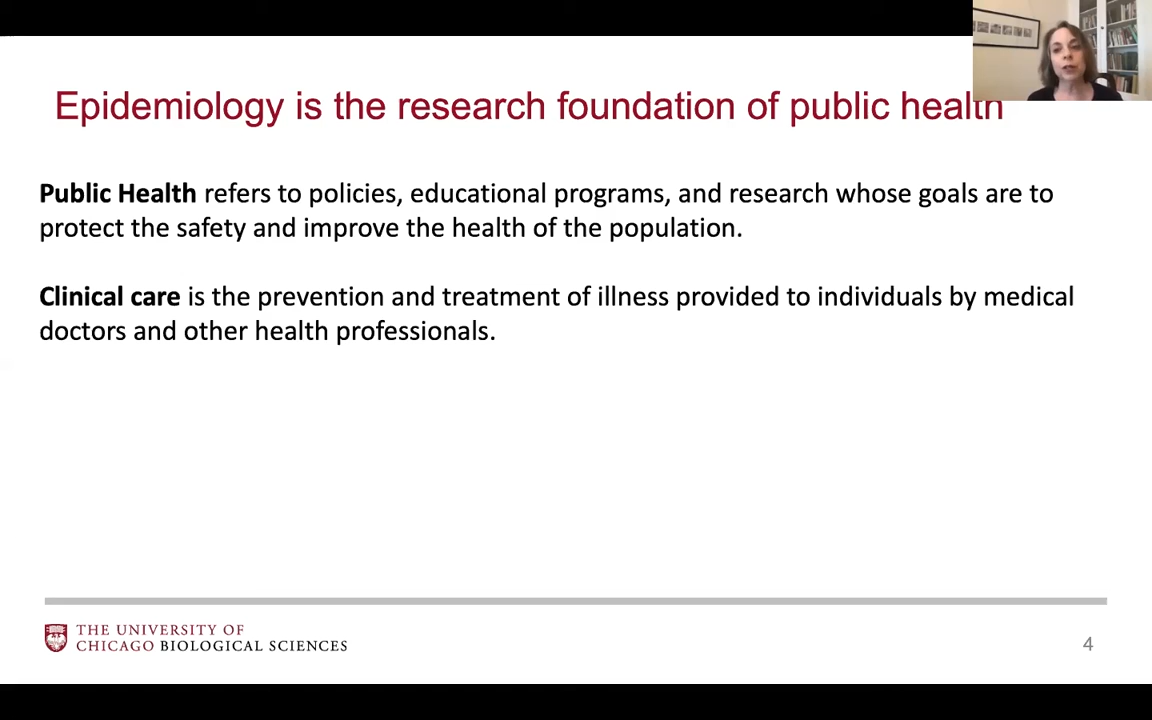 Epidemiology is the research foundation of public health
Public Health refers to policies, educational programs, and research whose goals are to
protect the safety and improve the health of the population.
Clinical care is the prevention and treatment of illness provided to individuals by medical
doctors and other health professionals.
THE UNIVERSITY OF
CHICAGO BIOLOGICAL SCIENCES
4